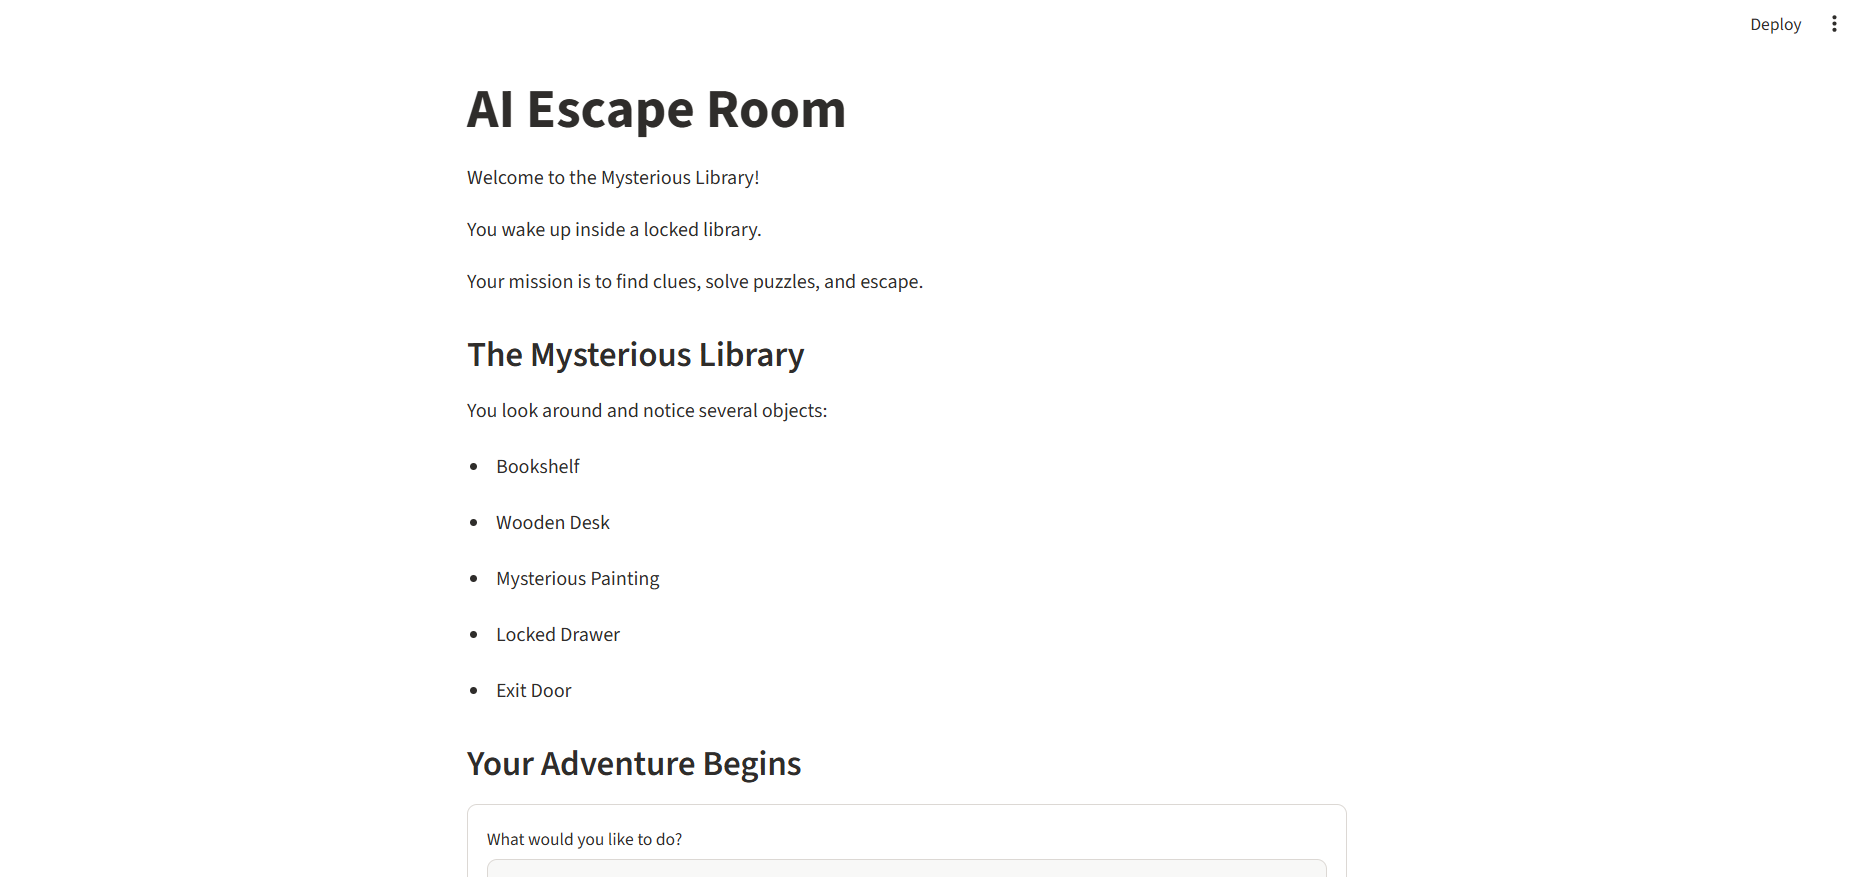 Deploy
AI Escape Room
Welcome to the Mysterious Library!
You wake up inside a locked library.
Your mission is to find clues, solve puzzles, and escape.
The Mysterious Library
You look around and notice several objects:
• Bookshelf
• Wooden Desk
• Mysterious Painting
• Locked Drawer
• Exit Door
Your Adventure Begins
What would you like to do?